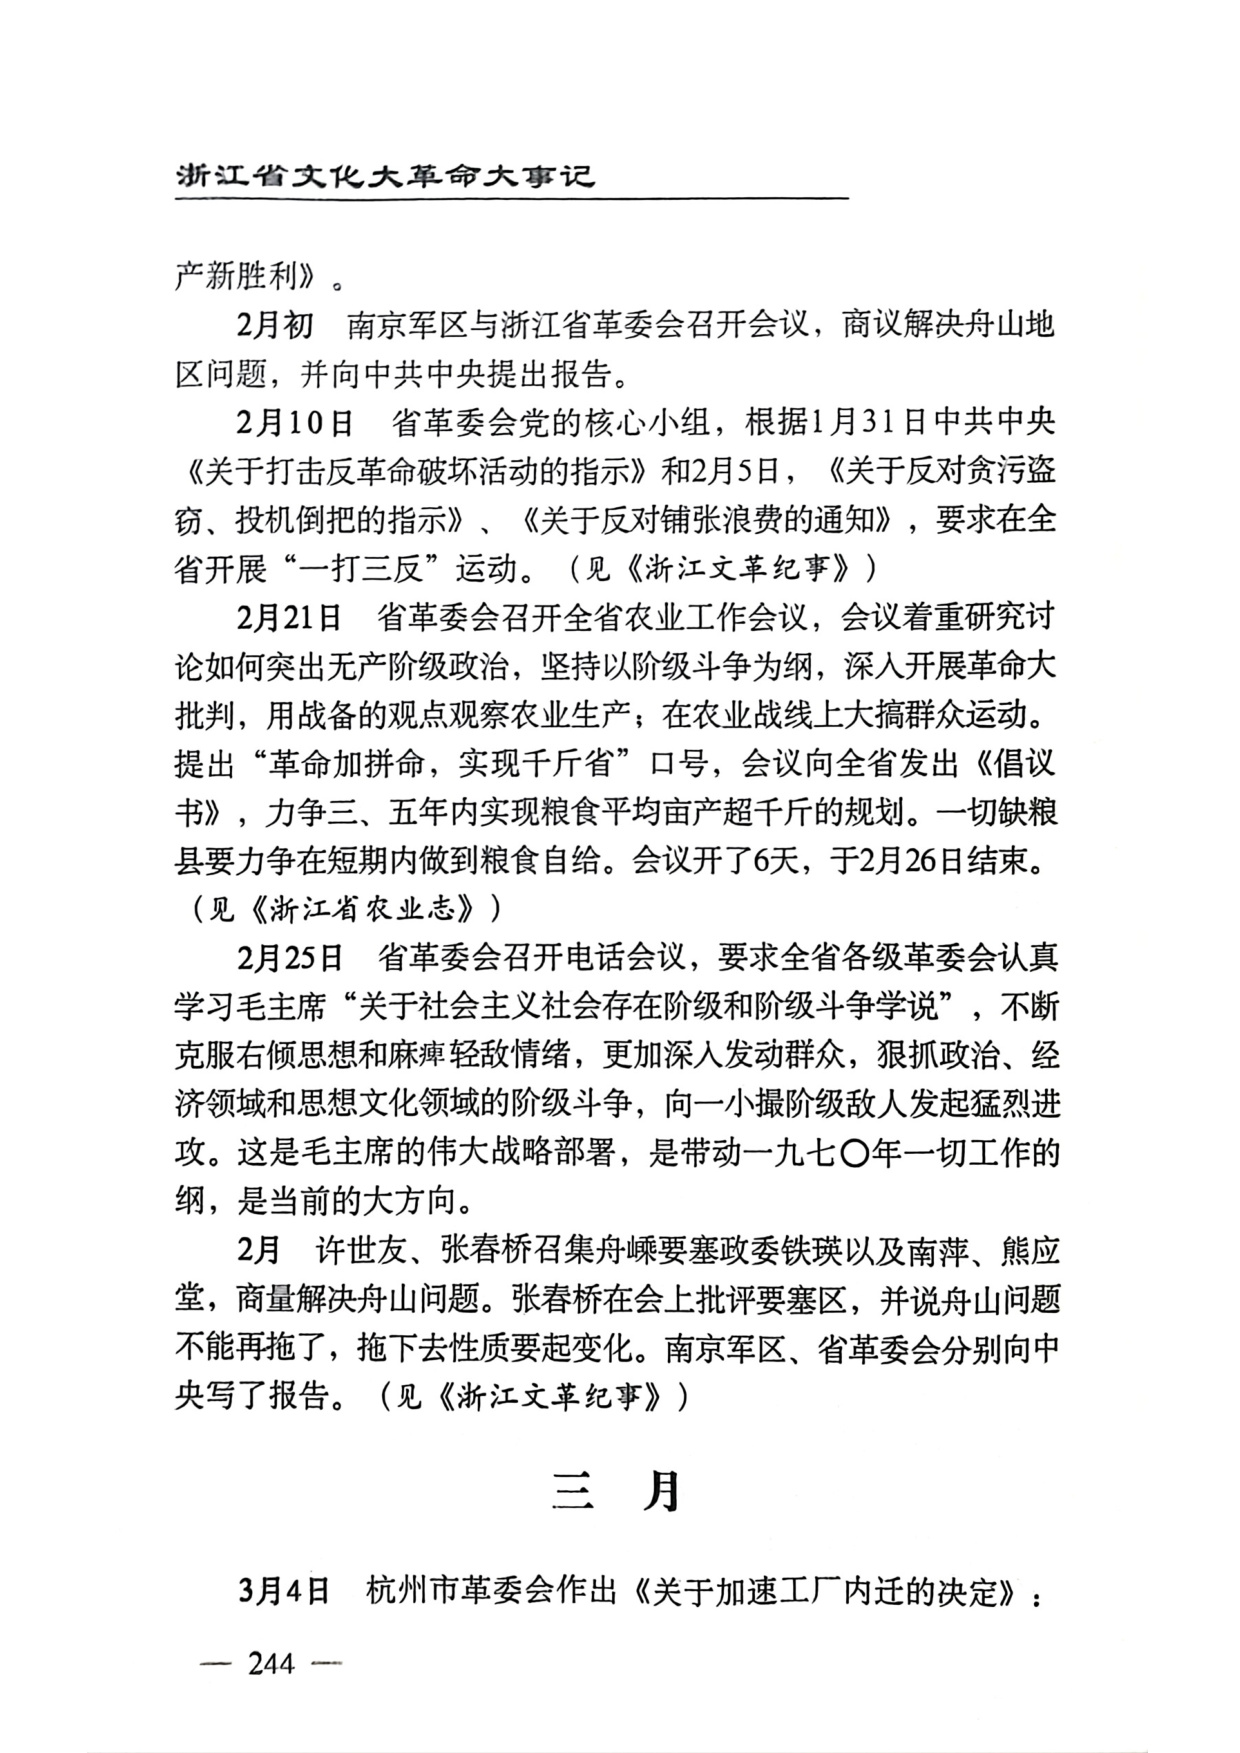 浙江省文化大革命大事记
产新胜利》。
2月初　南京军区与浙江省革委会召开会议，商议解决舟山地
区问题，并向中共中央提出报告。
2月10日　省革委会党的核心小组，根据1月31日中共中央
《关于打击反革命破坏活动的指示》和2月5日，《关于反对贪污盗
窃、投机倒把的指示》、《关于反对铺张浪费的通知》，要求在全
省开展“一打三反”运动。（见《浙江文革纪事》）
2月21日　省革委会召开全省农业工作会议，会议着重研究讨
论如何突出无产阶级政治，坚持以阶级斗争为纲，深入开展革命大
批判，用战备的观点观察农业生产；在农业战线上大搞群众运动。
提出“革命加拼命，实现千斤省”口号，会议向全省发出《倡议
书》，力争三、五年内实现粮食平均亩产超千斤的规划。一切缺粮
县要力争在短期内做到粮食自给。会议开了6天，于2月26日结束。
（见《浙江省农业志》）
2月25日　省革委会召开电话会议，要求全省各级革委会认真
学习毛主席“关于社会主义社会存在阶级和阶级斗争学说”，不断
克服右倾思想和麻痺轻敌情绪，更加深入发动群众，狠抓政治、经
济领域和思想文化领域的阶级斗争，向一小撮阶级敌人发起猛烈进
攻。这是毛主席的伟大战略部署，是带动一九七〇年一切工作的
纲，是当前的大方向。
2月　许世友、张春桥召集舟嵊要塞政委铁瑛以及南萍、熊应
堂，商量解决舟山问题。张春桥在会上批评要塞区，并说舟山问题
不能再拖了，拖下去性质要起变化。南京军区、省革委会分别向中
央写了报告。（见《浙江文革纪事》）
三　月
3月4日　杭州市革委会作出《关于加速工厂内迁的决定》：
— 244 —